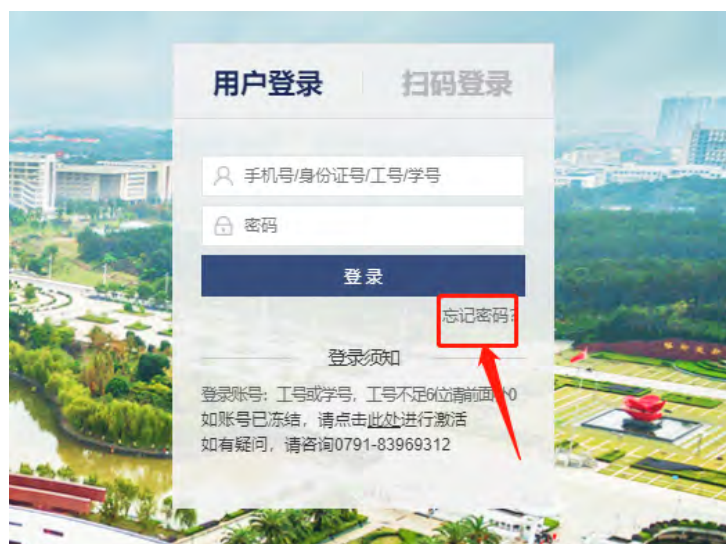 用户登录
扫码登录
手机号/身份证号/工号/学号
密码
登录
忘记密码?
登录须知
登录账号:工号或学号,工号不足6位请前面 0
如账号已冻结,请点击此处进行激活
如有疑问,请咨询0791-83969312